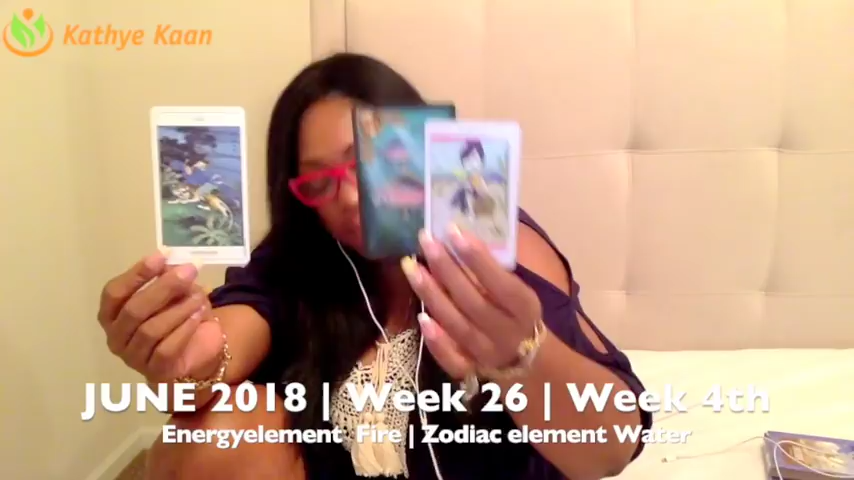 Kathye Kaan
JUNE 2018 | Week 26 | Week 4th
Energyelement Fire | Zodiac element Water